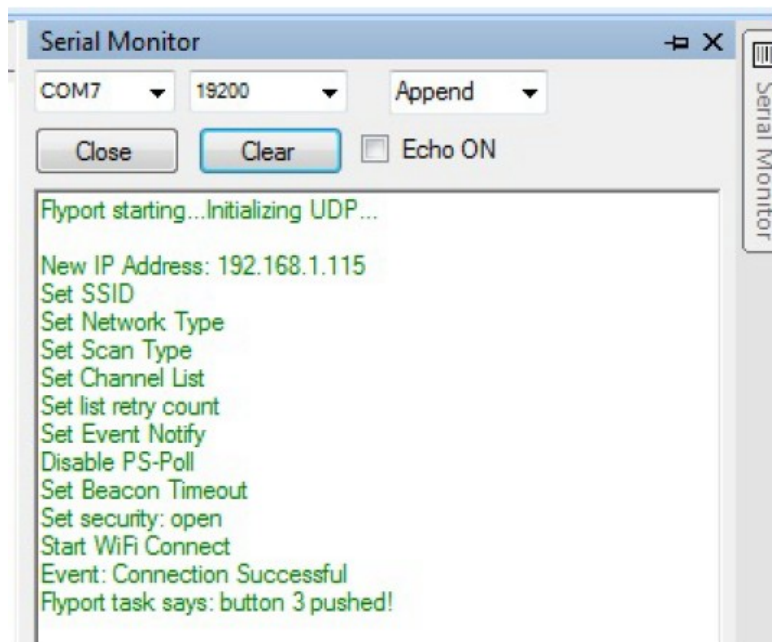 Serial Monitor
COM7 19200 Append
Close Clear Echo ON
Flyport starting...Initializing UDP...
New IP Address: 192.168.1.115
Set SSID
Set Network Type
Set Scan Type
Set Channel List
Set list retry count
Set Event Notify
Disable PS-Poll
Set Beacon Timeout
Set security: open
Start WiFi Connect
Event: Connection Successful
Flyport task says: button 3 pushed!
Serial Monitor